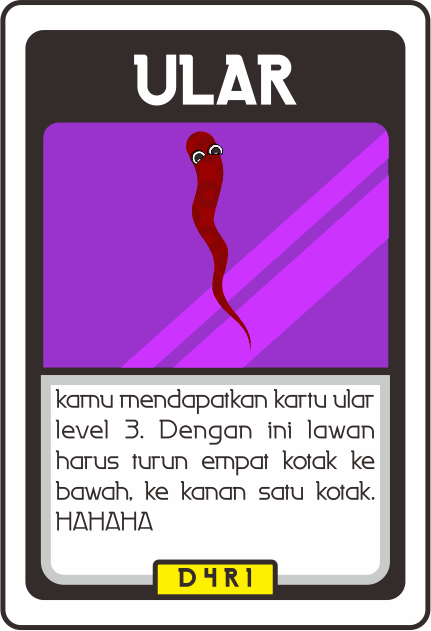 ULAR
kamu mendapatkan kartu ular
level 3. Dengan ini lawan
harus turun empat kotak ke
bawah, ke kanan satu kotak.
HAHAHA
D4R1